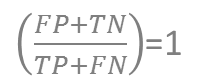 (FP+TN / TP+FN)=1